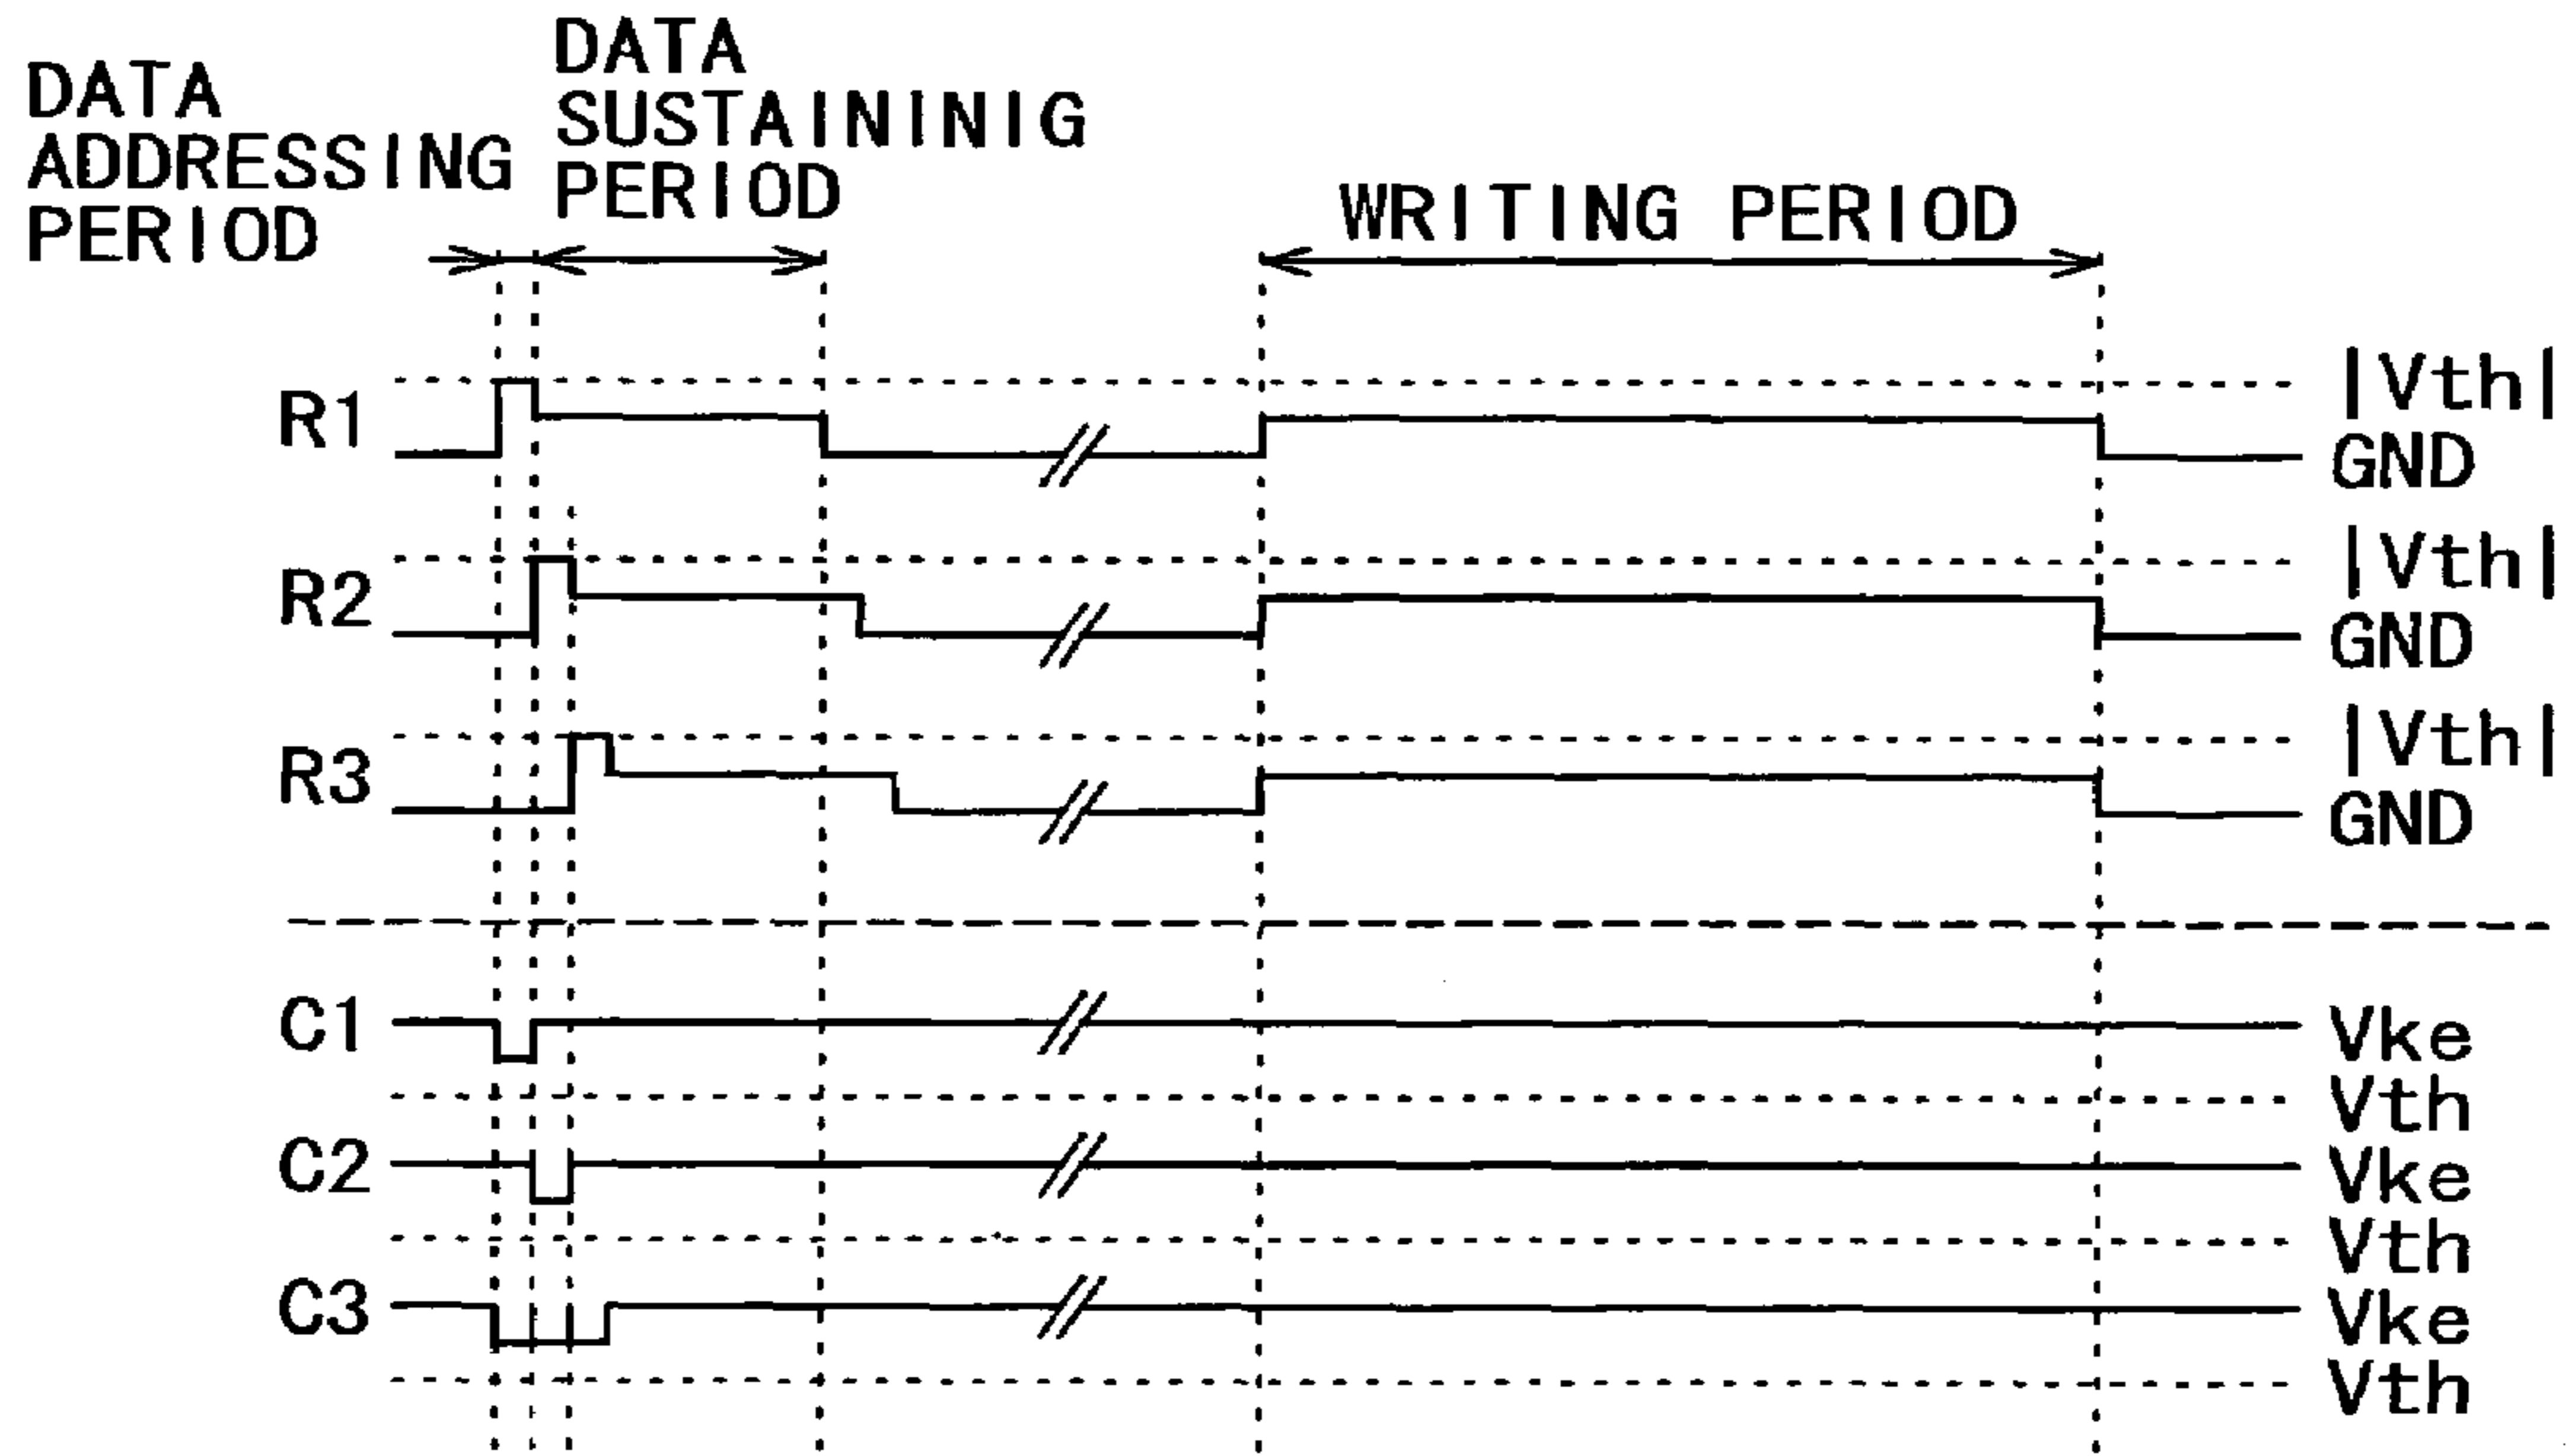 DATA
ADDRESSING
PERIOD
DATA
SUSTAININIG
PERIOD
WRITING PERIOD
R1
|Vth|
GND
R2
|Vth|
GND
R3
|Vth|
GND
C1
Vke
Vth
C2
Vke
Vth
C3
Vke
Vth